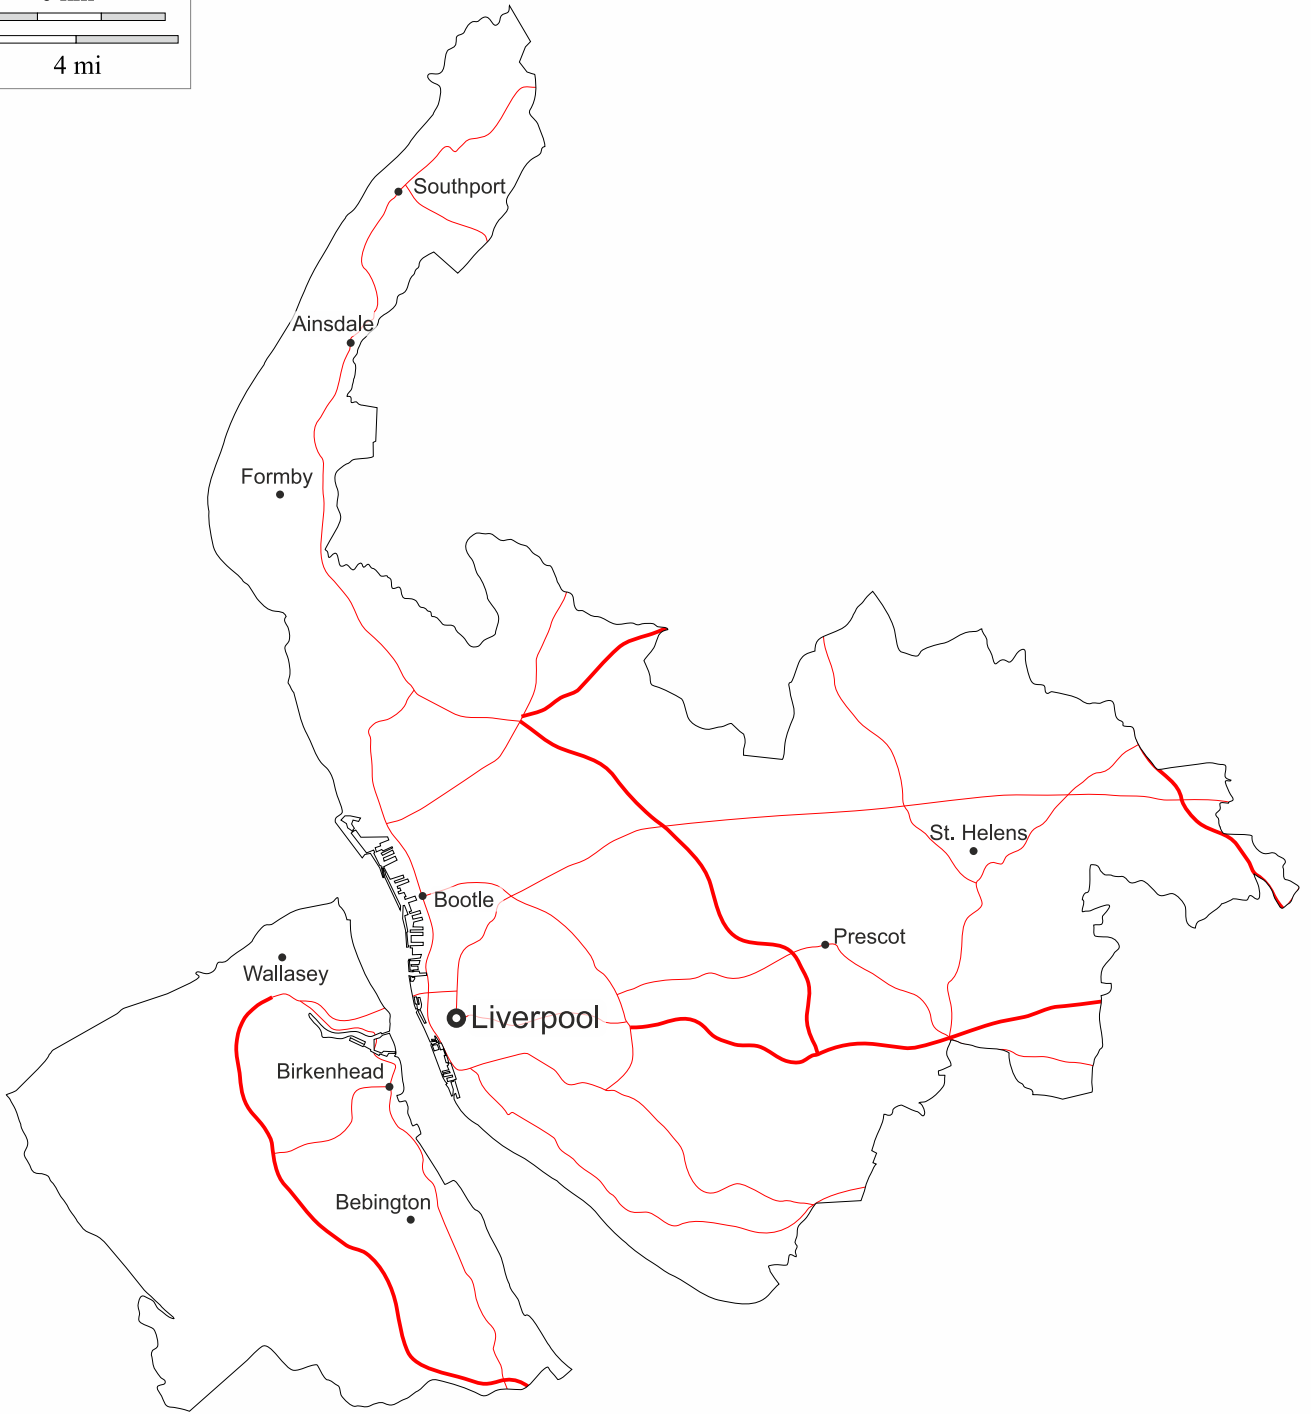 4 mi
Southport
Ainsdale
Formby
St. Helens
Bootle
Prescot
Wallasey
Liverpool
Birkenhead
Bebington